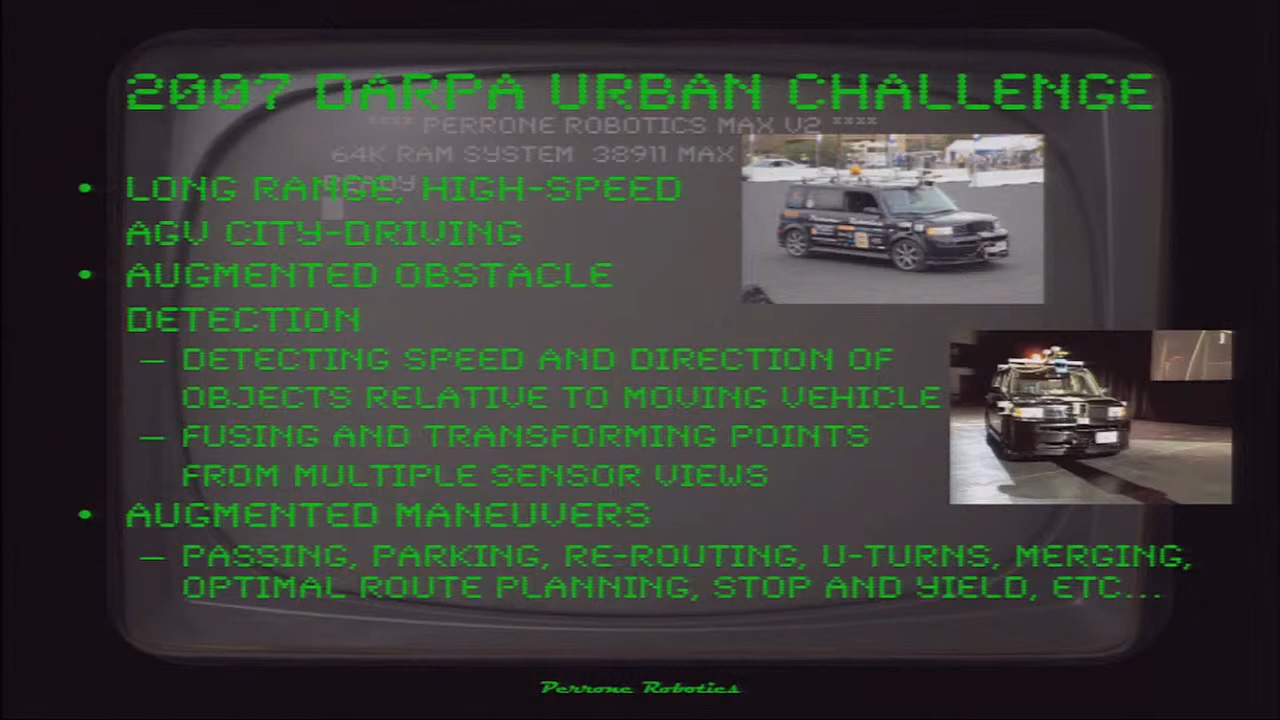 2007 DARPA URBAN CHALLENGE
**** PERRONE ROBOTICS MAX V2 ****
64K RAM SYSTEM 38911 MAX
READY
• LONG RANGE, HIGH-SPEED
AGV CITY-DRIVING
• AUGMENTED OBSTACLE
DETECTION
– DETECTING SPEED AND DIRECTION OF
OBJECTS RELATIVE TO MOVING VEHICLE
– FUSING AND TRANSFORMING POINTS
FROM MULTIPLE SENSOR VIEWS
• AUGMENTED MANEUVERS
– PASSING, PARKING, RE-ROUTING, U-TURNS, MERGING,
OPTIMAL ROUTE PLANNING, STOP AND YIELD, ETC...
Perrone Robotics